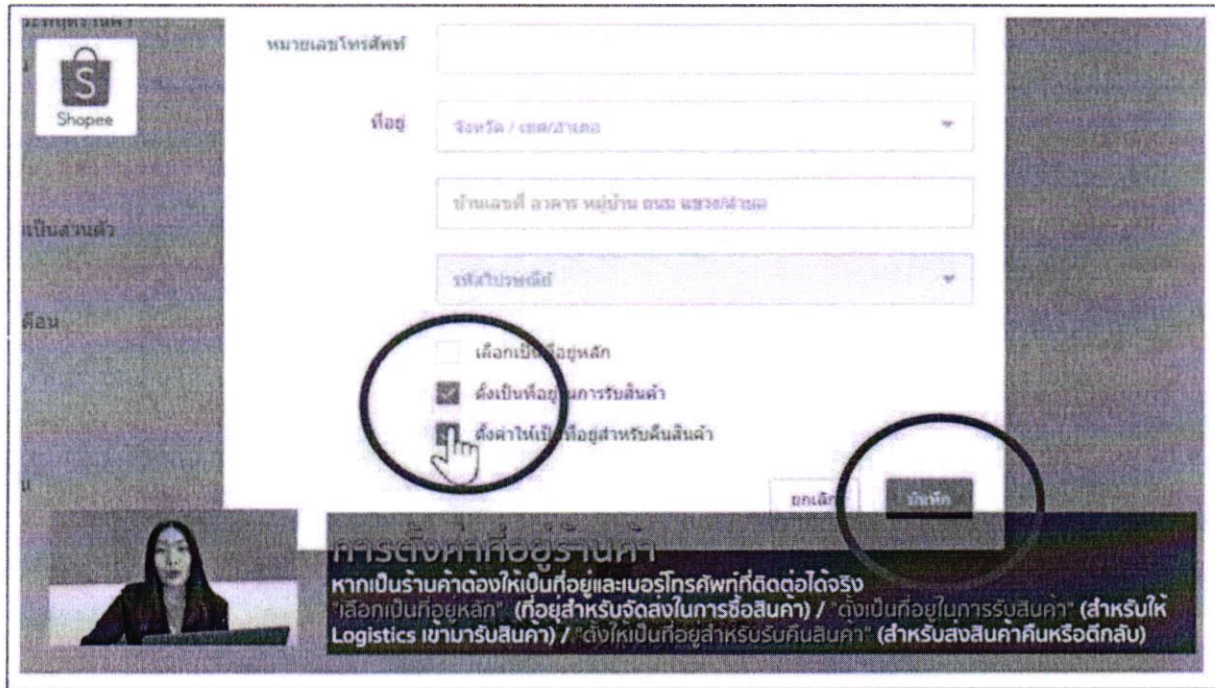 S
Shopee
หมายเลขโทรศัพท์
ที่อยู่
จังหวัด / เขต/อำเภอ
บ้านเลขที่ อาคาร หมู่บ้าน ถนน แขวง/ตำบล
เป็นส่วนตัว
รหัสไปรษณีย์
เลือกเป็นที่อยู่หลัก
ตั้งเป็นที่อยู่ในการรับสินค้า
ตั้งค่าให้เป็นที่อยู่สำหรับคืนสินค้า
ยกเลิก
บันทึก
การตั้งค่าที่อยู่ร้านค้า
หากเป็นร้านค้าต้องให้เป็นที่อยู่และเบอร์โทรศัพท์ที่ติดต่อได้จริง
"เลือกเป็นที่อยู่หลัก" (ที่อยู่สำหรับจัดส่งในการซื้อสินค้า) / "ตั้งเป็นที่อยู่ในการรับสินค้า" (สำหรับให้
Logistics เข้ามารับสินค้า) / "ตั้งให้เป็นที่อยู่สำหรับรับคืนสินค้า" (สำหรับส่งสินค้าคืนหรือตีกลับ)